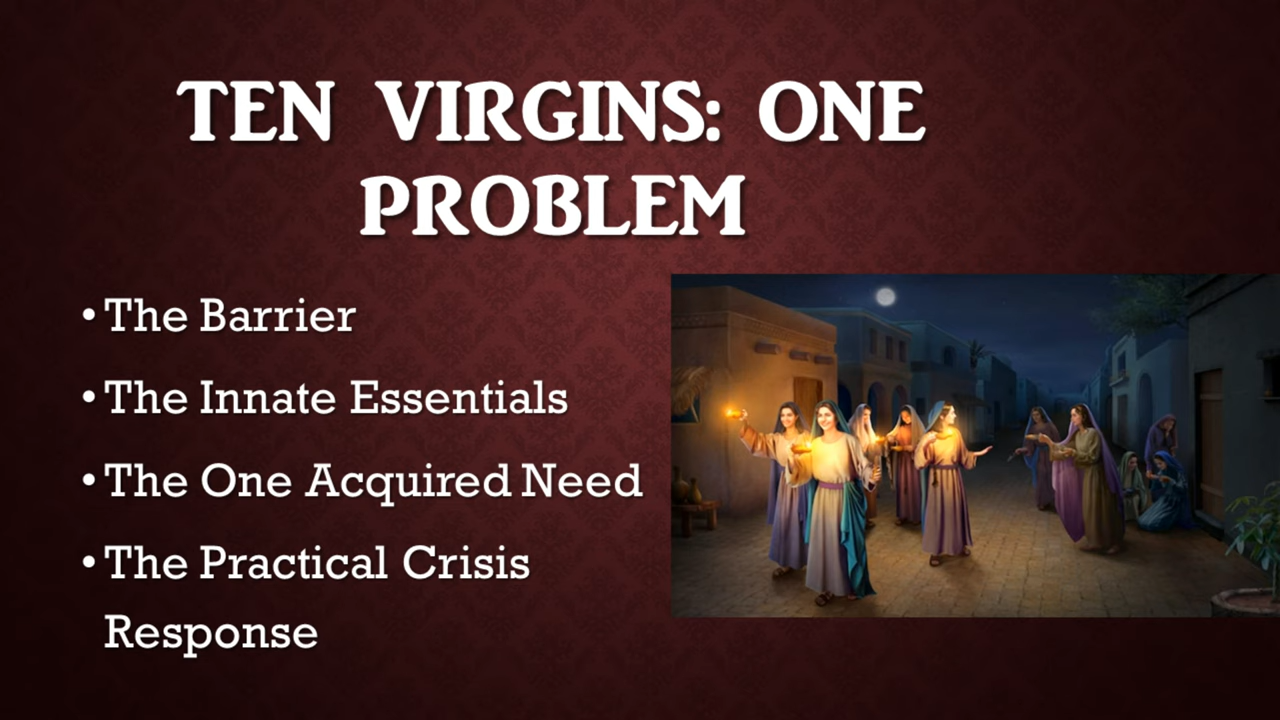 TEN VIRGINS: ONE
PROBLEM
• The Barrier
• The Innate Essentials
• The One Acquired Need
• The Practical Crisis
Response